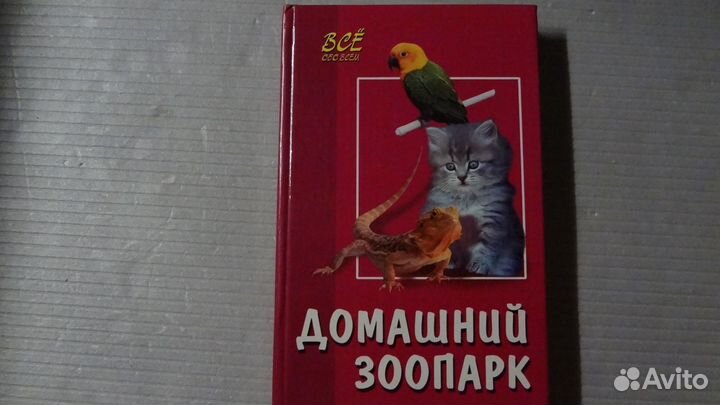 ВСЁ
ОБО ВСЕМ
ДОМАШНИЙ
ЗООПАРК
Avito